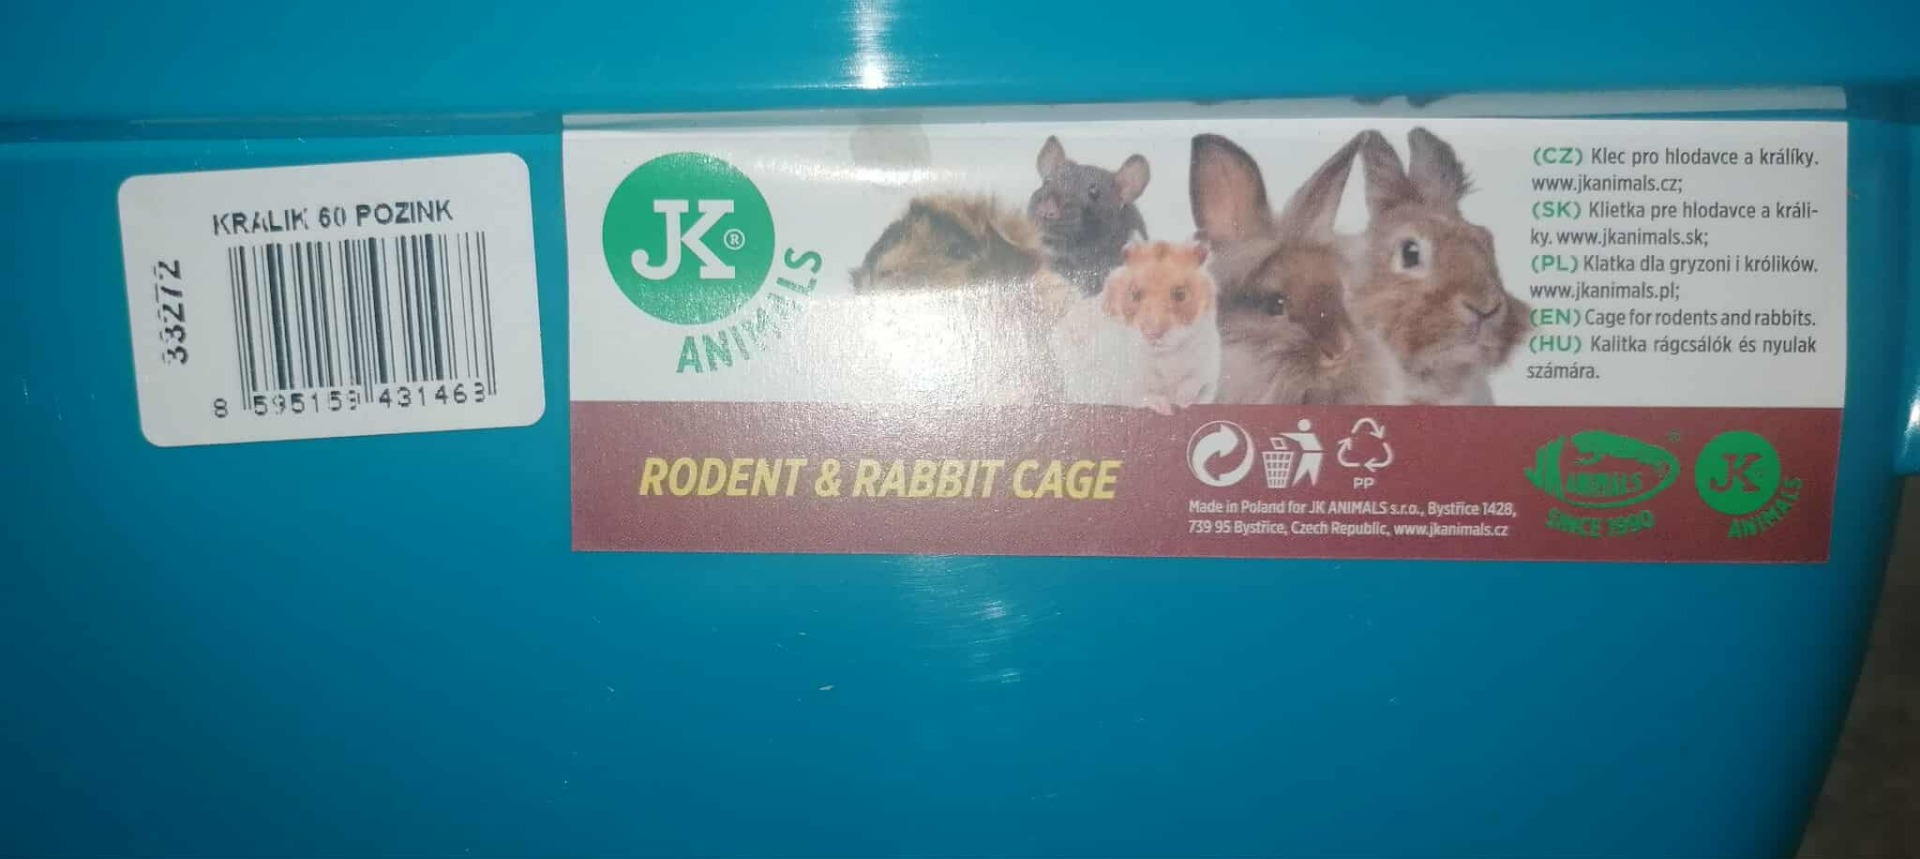 KRALIK 60 POZINK
33272
8 595159 431463
JK®
ANIMALS
(CZ) Klec pro hlodavce a králíky.
www.jkanimals.cz;
(SK) Klietka pre hlodavce a králi-
ky. www.jkanimals.sk;
(PL) Klatka dla gryzoni i królików.
www.jkanimals.pl;
(EN) Cage for rodents and rabbits.
(HU) Kalitka rágcsálók és nyulak
számára.
RODENT & RABBIT CAGE
PP
Made in Poland for JK ANIMALS s.r.o., Bystřice 1428,
739 95 Bystřice, Czech Republic, www.jkanimals.cz
JK ANIMALS ®
SINCE 1990
JK
ANIMALS